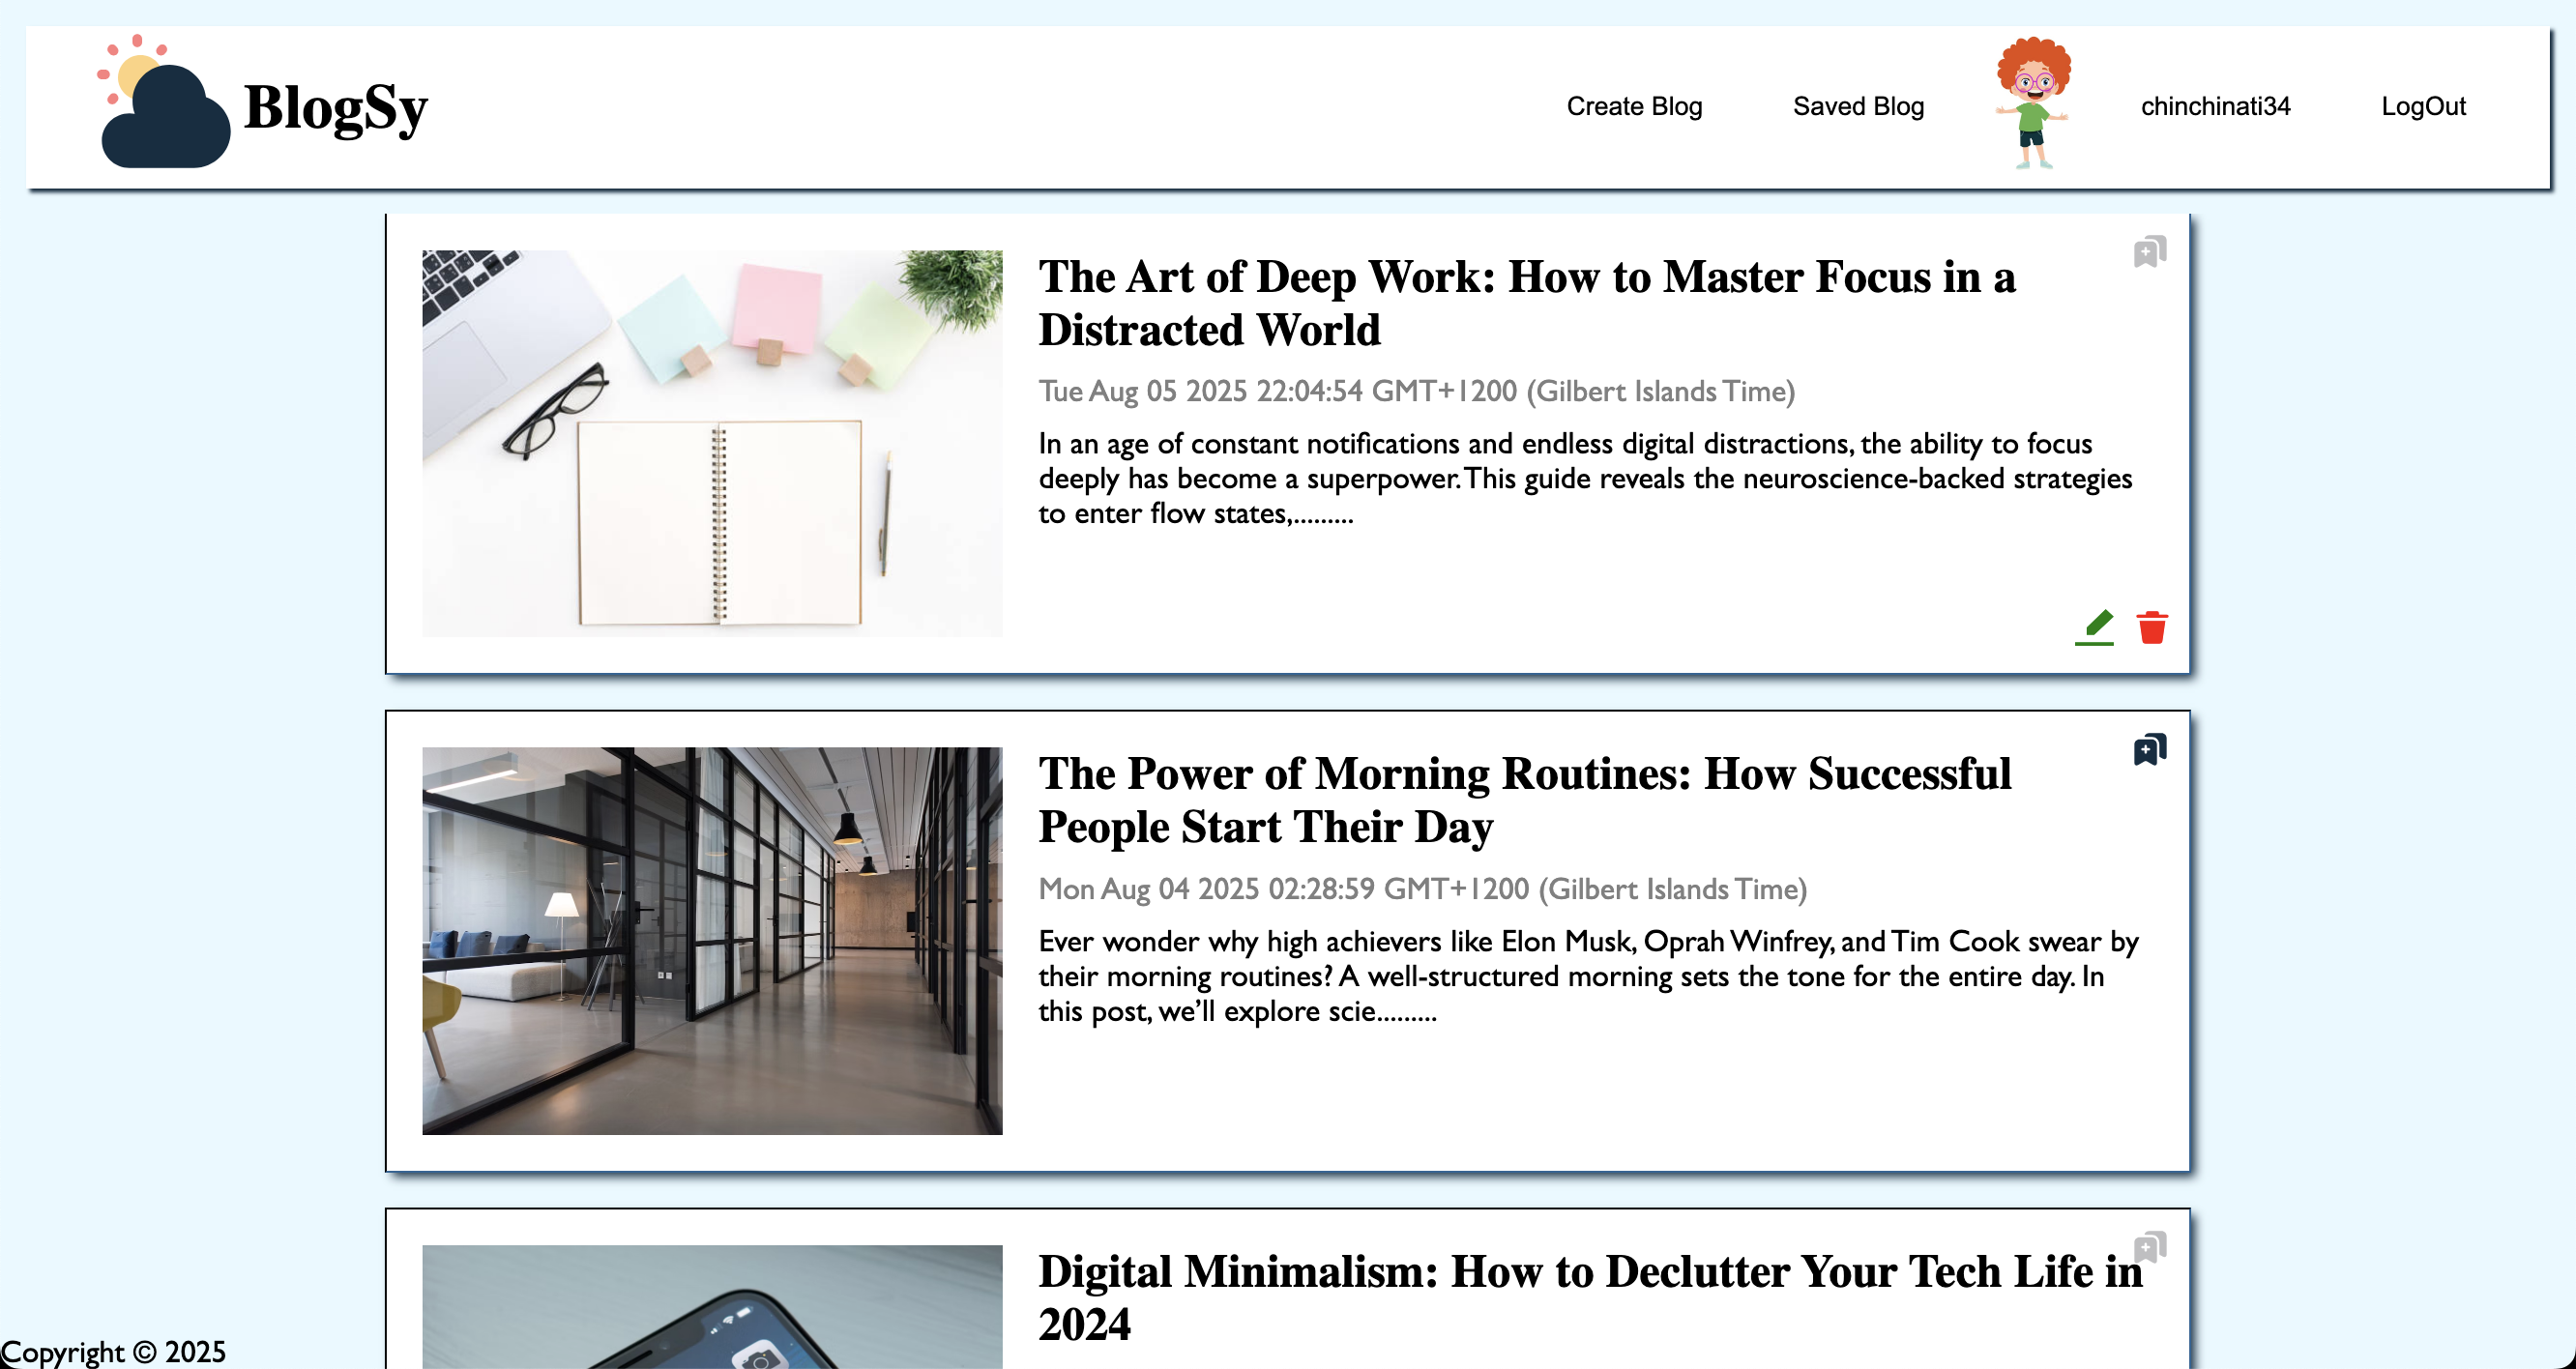 BlogSy
Create Blog
Saved Blog
chinchinati34
LogOut
The Art of Deep Work: How to Master Focus in a
Distracted World
Tue Aug 05 2025 22:04:54 GMT+1200 (Gilbert Islands Time)
In an age of constant notifications and endless digital distractions, the ability to focus
deeply has become a superpower. This guide reveals the neuroscience-backed strategies
to enter flow states,.........
The Power of Morning Routines: How Successful
People Start Their Day
Mon Aug 04 2025 02:28:59 GMT+1200 (Gilbert Islands Time)
Ever wonder why high achievers like Elon Musk, Oprah Winfrey, and Tim Cook swear by
their morning routines? A well-structured morning sets the tone for the entire day. In
this post, we’ll explore scie.........
Digital Minimalism: How to Declutter Your Tech Life in
2024
Copyright © 2025